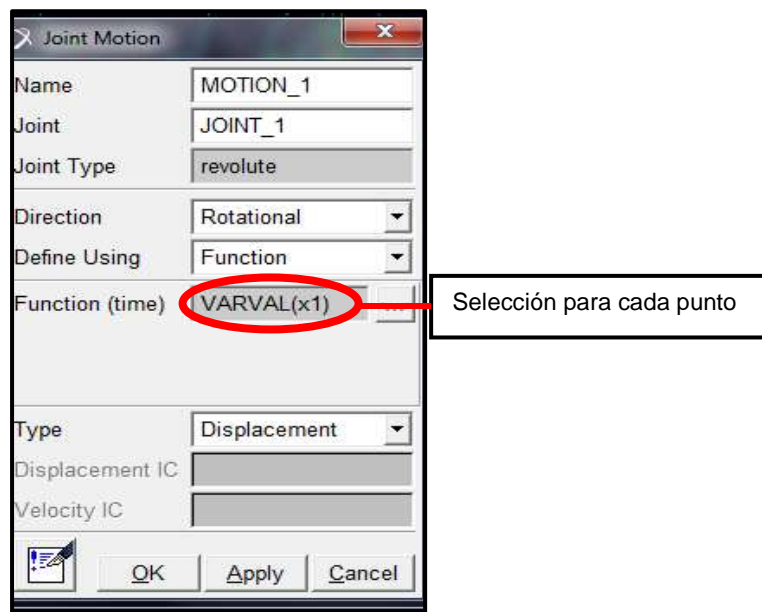 Joint Motion
Name MOTION_1
Joint JOINT_1
Joint Type revolute
Direction Rotational
Define Using Function
Function (time) VARVAL(x1) ...
Selección para cada punto
Type Displacement
Displacement IC
Velocity IC
OK Apply Cancel